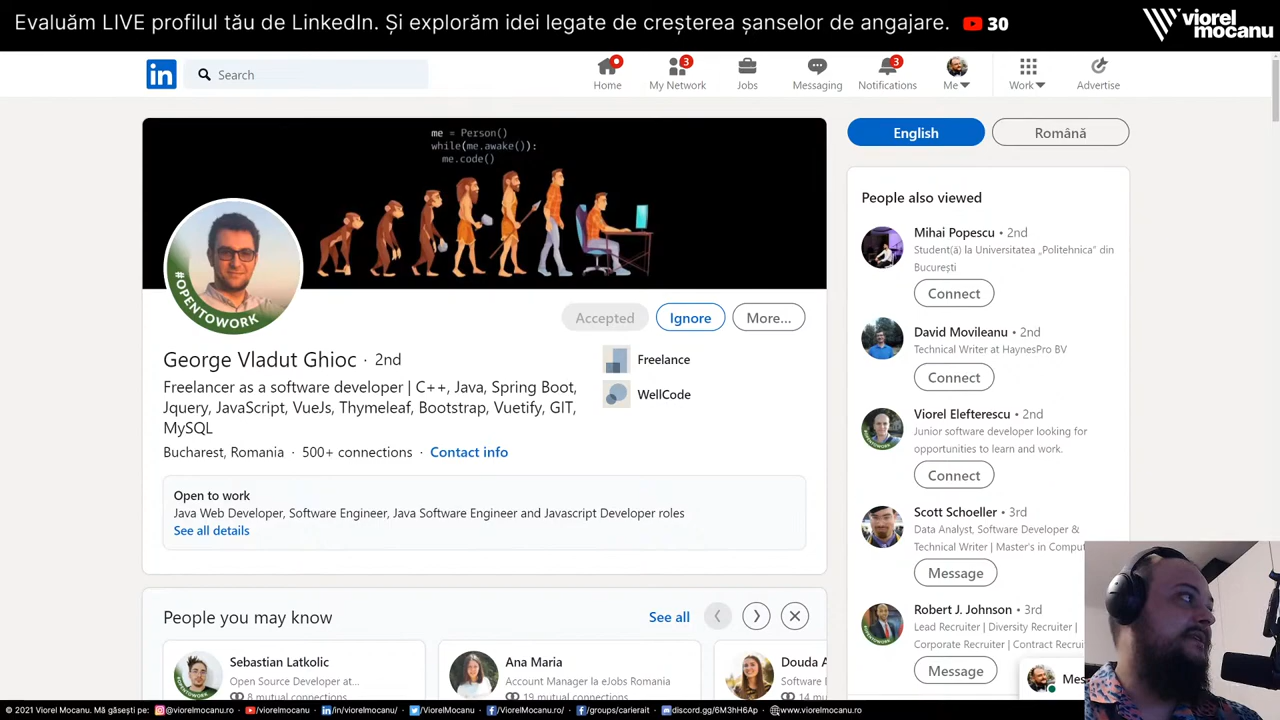 Evaluăm LIVE profilul tău de LinkedIn. Și explorăm idei legate de creșterea șanselor de angajare.
30
viorel
mocanu
in
Search
3
3
Home
My Network
Jobs
Messaging
Notifications
Me
Work
Advertise
me = Person()
while(me.awake()):
me.code()
#OPENTOWORK
Accepted
Ignore
More...
George Vladut Ghioc · 2nd
Freelancer as a software developer | C++, Java, Spring Boot,
Jquery, JavaScript, VueJs, Thymeleaf, Bootstrap, Vuetify, GIT,
MySQL
Bucharest, Romania · 500+ connections · Contact info
Freelance
WellCode
Open to work
Java Web Developer, Software Engineer, Java Software Engineer and Javascript Developer roles
See all details
People you may know
See all
Sebastian Latkolic
Open Source Developer at...
8 mutual connections
Ana Maria
Account Manager la eJobs Romania
19 mutual connections
Douda A
Software
14 mu
English
Română
People also viewed
Mihai Popescu • 2nd
Student(ă) la Universitatea „Politehnica” din
București
Connect
David Movileanu • 2nd
Technical Writer at HaynesPro BV
Connect
Viorel Elefterescu • 2nd
Junior software developer looking for
opportunities to learn and work.
Connect
Scott Schoeller • 3rd
Data Analyst, Software Developer &
Technical Writer | Master's in Comput
Message
Robert J. Johnson • 3rd
Lead Recruiter | Diversity Recruiter |
Corporate Recruiter | Contract Recrui
Message
Mes
© 2021 Viorel Mocanu. Mă găsești pe: @viorelmocanu.ro - /viorelmocanu - /in/viorelmocanu/ - /ViorelMocanu - /ViorelMocanu.ro/ - /groups/carierait - discord.gg/6M3hH6Ap - www.viorelmocanu.ro